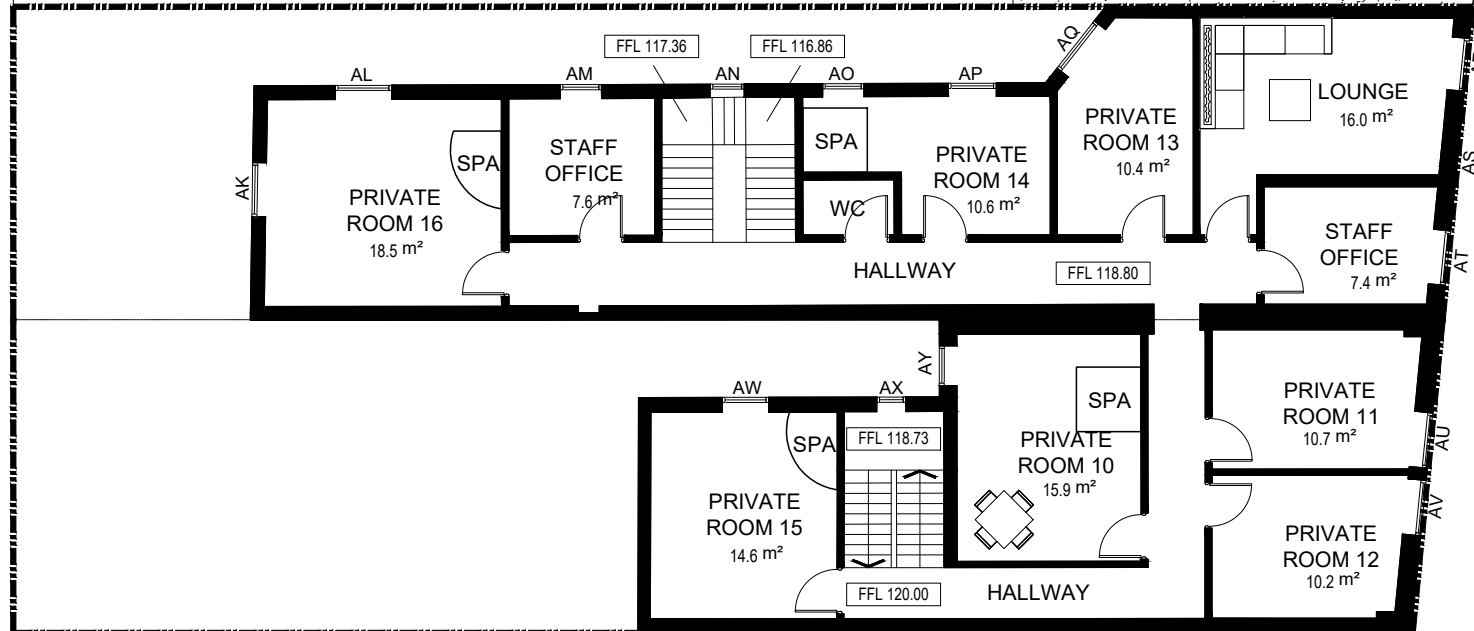 FFL 117.36
FFL 116.86
AQ
AL
AM
AN
AO
AP
LOUNGE
16.0 m²
PRIVATE
ROOM 13
10.4 m²
SPA
STAFF
OFFICE
7.6 m²
SPA
PRIVATE
ROOM 14
10.6 m²
AS
AK
PRIVATE
ROOM 16
18.5 m²
WC
STAFF
OFFICE
7.4 m²
AT
HALLWAY
FFL 118.80
AY
AW
AX
SPA
PRIVATE
ROOM 11
10.7 m²
AU
SPA
FFL 118.73
PRIVATE
ROOM 10
15.9 m²
PRIVATE
ROOM 15
14.6 m²
AV
PRIVATE
ROOM 12
10.2 m²
FFL 120.00
HALLWAY